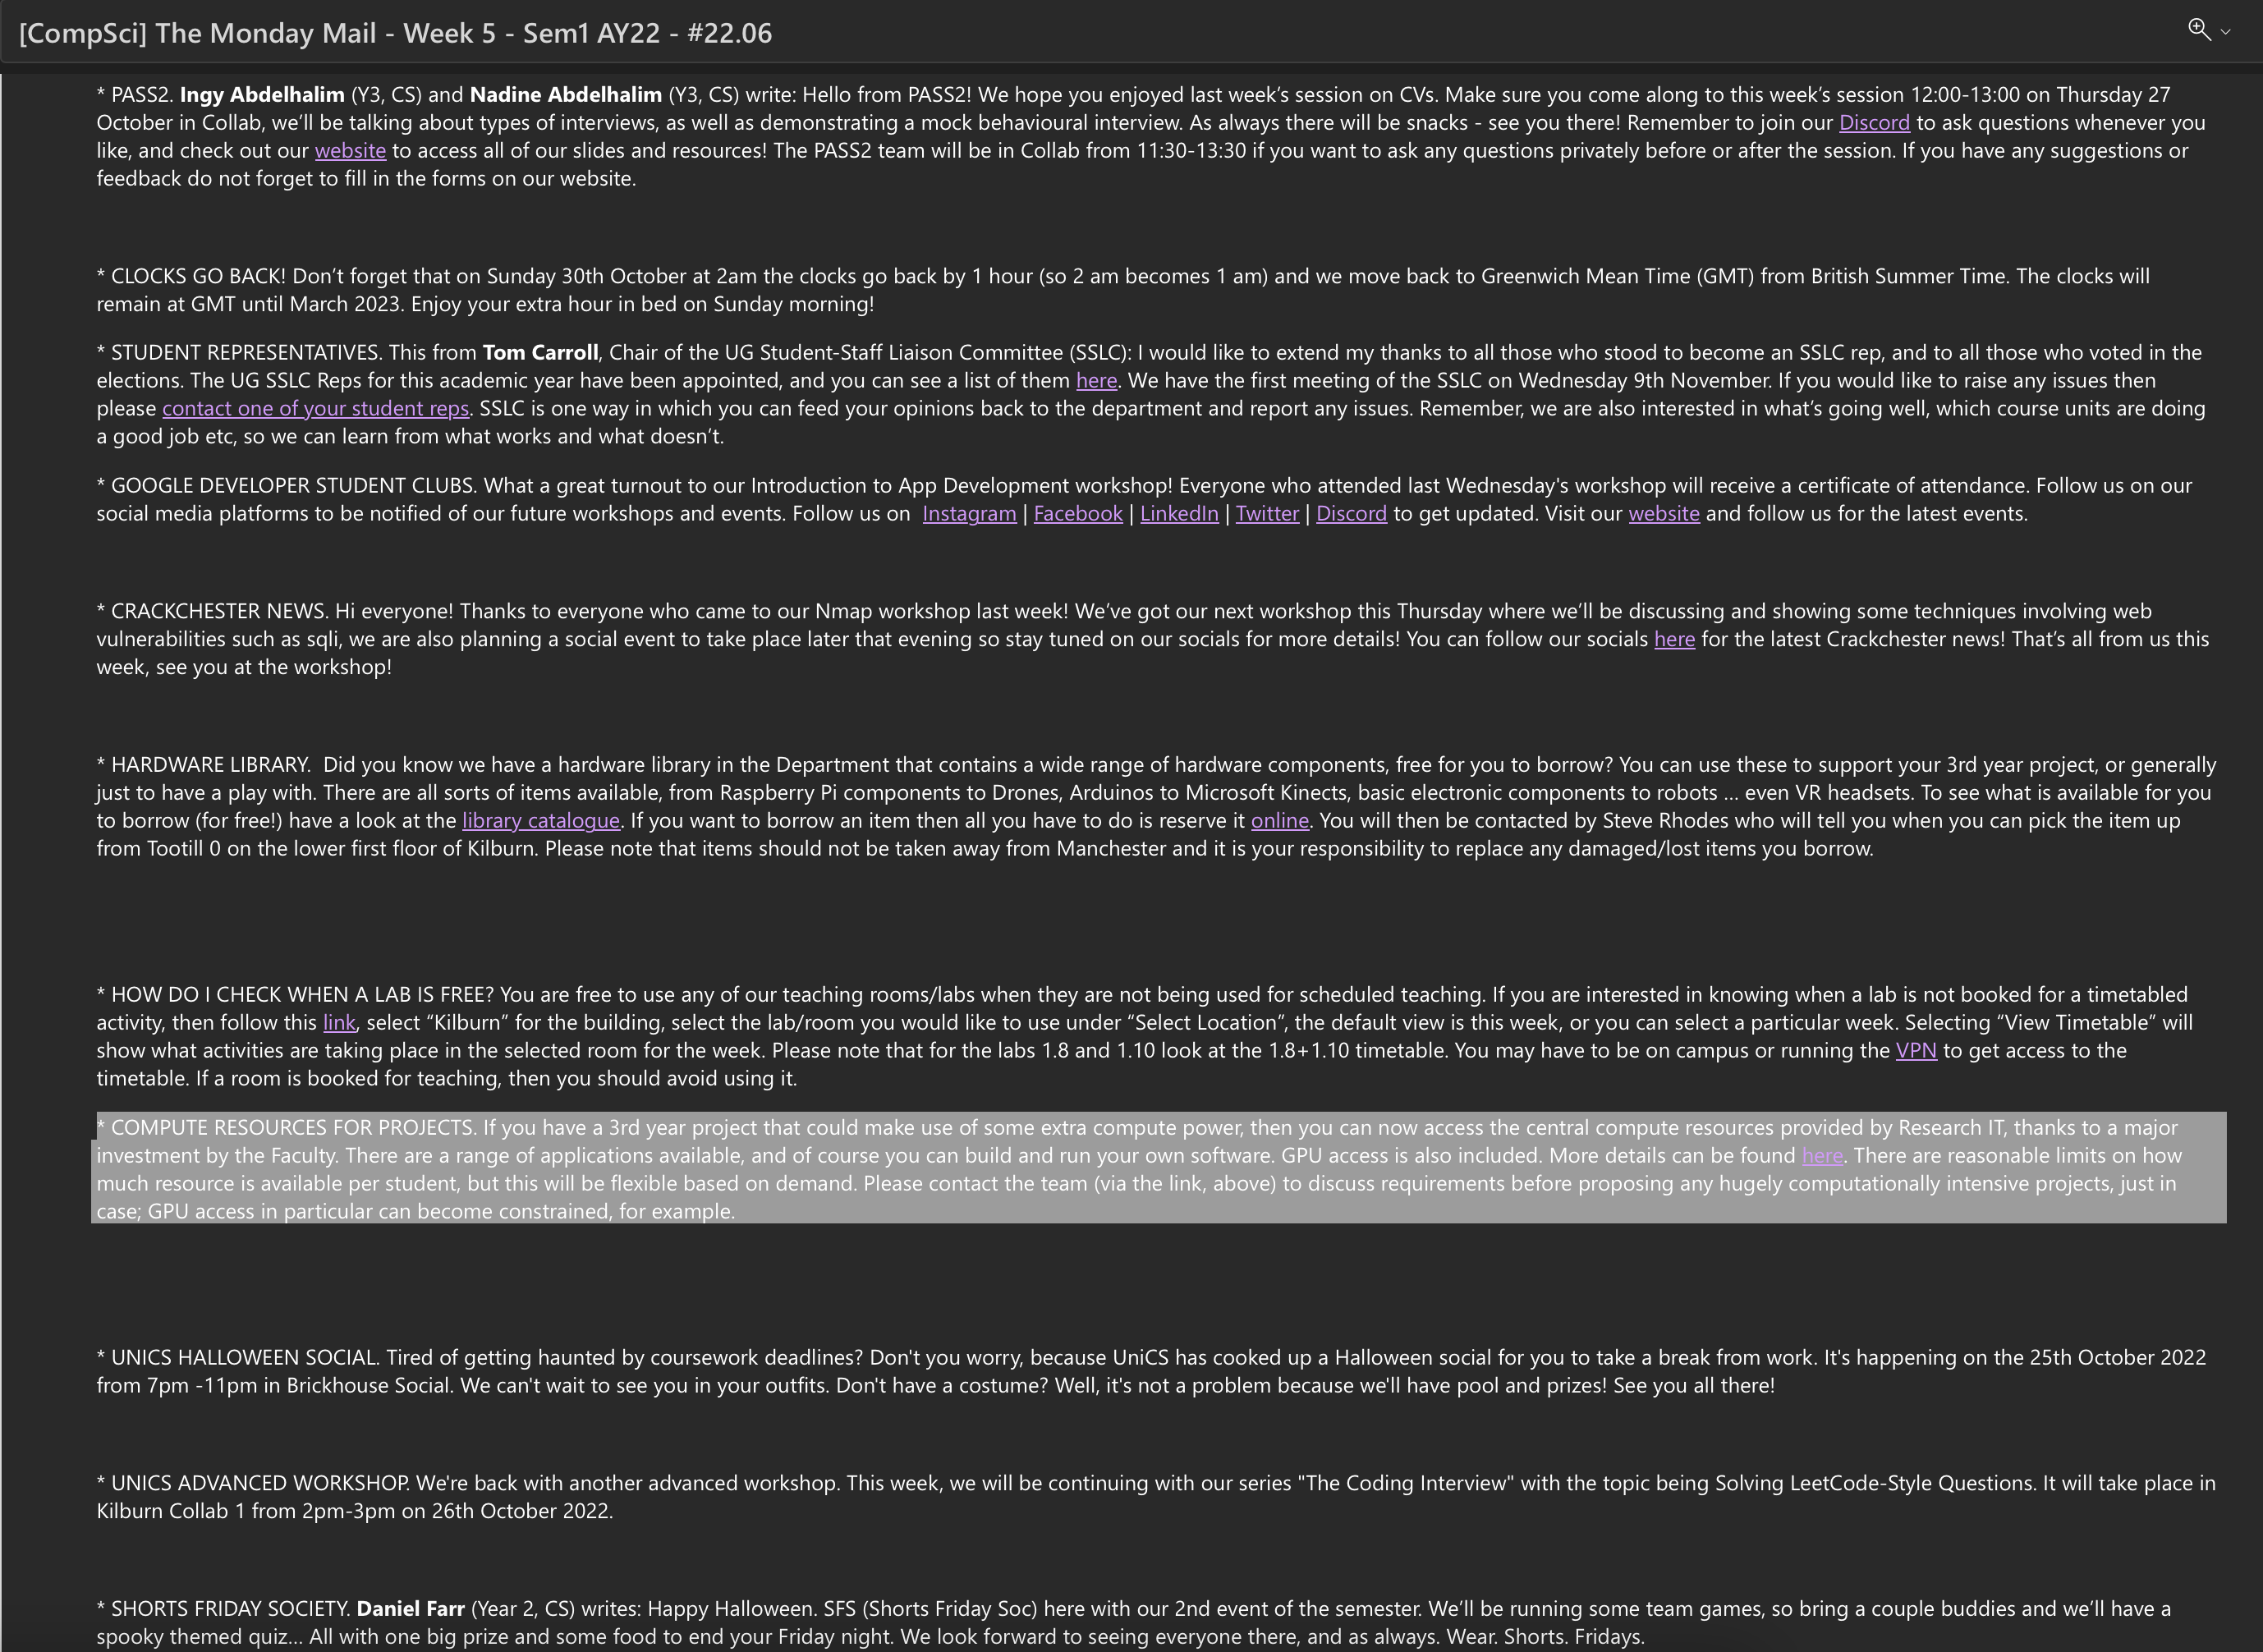 [CompSci] The Monday Mail - Week 5 - Sem1 AY22 - #22.06
* PASS2. Ingy Abdelhalim (Y3, CS) and Nadine Abdelhalim (Y3, CS) write: Hello from PASS2! We hope you enjoyed last week’s session on CVs. Make sure you come along to this week’s session 12:00-13:00 on Thursday 27
October in Collab, we’ll be talking about types of interviews, as well as demonstrating a mock behavioural interview. As always there will be snacks - see you there! Remember to join our Discord to ask questions whenever you
like, and check out our website to access all of our slides and resources! The PASS2 team will be in Collab from 11:30-13:30 if you want to ask any questions privately before or after the session. If you have any suggestions or
feedback do not forget to fill in the forms on our website.
* CLOCKS GO BACK! Don’t forget that on Sunday 30th October at 2am the clocks go back by 1 hour (so 2 am becomes 1 am) and we move back to Greenwich Mean Time (GMT) from British Summer Time. The clocks will
remain at GMT until March 2023. Enjoy your extra hour in bed on Sunday morning!
* STUDENT REPRESENTATIVES. This from Tom Carroll, Chair of the UG Student-Staff Liaison Committee (SSLC): I would like to extend my thanks to all those who stood to become an SSLC rep, and to all those who voted in the
elections. The UG SSLC Reps for this academic year have been appointed, and you can see a list of them here. We have the first meeting of the SSLC on Wednesday 9th November. If you would like to raise any issues then
please contact one of your student reps. SSLC is one way in which you can feed your opinions back to the department and report any issues. Remember, we are also interested in what’s going well, which course units are doing
a good job etc, so we can learn from what works and what doesn’t.
* GOOGLE DEVELOPER STUDENT CLUBS. What a great turnout to our Introduction to App Development workshop! Everyone who attended last Wednesday's workshop will receive a certificate of attendance. Follow us on our
social media platforms to be notified of our future workshops and events. Follow us on  Instagram | Facebook | LinkedIn | Twitter | Discord to get updated. Visit our website and follow us for the latest events.
* CRACKCHESTER NEWS. Hi everyone! Thanks to everyone who came to our Nmap workshop last week! We’ve got our next workshop this Thursday where we’ll be discussing and showing some techniques involving web
vulnerabilities such as sqli, we are also planning a social event to take place later that evening so stay tuned on our socials for more details! You can follow our socials here for the latest Crackchester news! That’s all from us this
week, see you at the workshop!
* HARDWARE LIBRARY.  Did you know we have a hardware library in the Department that contains a wide range of hardware components, free for you to borrow? You can use these to support your 3rd year project, or generally
just to have a play with. There are all sorts of items available, from Raspberry Pi components to Drones, Arduinos to Microsoft Kinects, basic electronic components to robots ... even VR headsets. To see what is available for you
to borrow (for free!) have a look at the library catalogue. If you want to borrow an item then all you have to do is reserve it online. You will then be contacted by Steve Rhodes who will tell you when you can pick the item up
from Tootill 0 on the lower first floor of Kilburn. Please note that items should not be taken away from Manchester and it is your responsibility to replace any damaged/lost items you borrow.
* HOW DO I CHECK WHEN A LAB IS FREE? You are free to use any of our teaching rooms/labs when they are not being used for scheduled teaching. If you are interested in knowing when a lab is not booked for a timetabled
activity, then follow this link, select “Kilburn” for the building, select the lab/room you would like to use under “Select Location”, the default view is this week, or you can select a particular week. Selecting “View Timetable” will
show what activities are taking place in the selected room for the week. Please note that for the labs 1.8 and 1.10 look at the 1.8+1.10 timetable. You may have to be on campus or running the VPN to get access to the
timetable. If a room is booked for teaching, then you should avoid using it.
* COMPUTE RESOURCES FOR PROJECTS. If you have a 3rd year project that could make use of some extra compute power, then you can now access the central compute resources provided by Research IT, thanks to a major
investment by the Faculty. There are a range of applications available, and of course you can build and run your own software. GPU access is also included. More details can be found here. There are reasonable limits on how
much resource is available per student, but this will be flexible based on demand. Please contact the team (via the link, above) to discuss requirements before proposing any hugely computationally intensive projects, just in
case; GPU access in particular can become constrained, for example.
* UNICS HALLOWEEN SOCIAL. Tired of getting haunted by coursework deadlines? Don't you worry, because UniCS has cooked up a Halloween social for you to take a break from work. It's happening on the 25th October 2022
from 7pm -11pm in Brickhouse Social. We can't wait to see you in your outfits. Don't have a costume? Well, it's not a problem because we'll have pool and prizes! See you all there!
* UNICS ADVANCED WORKSHOP. We're back with another advanced workshop. This week, we will be continuing with our series "The Coding Interview" with the topic being Solving LeetCode-Style Questions. It will take place in
Kilburn Collab 1 from 2pm-3pm on 26th October 2022.
* SHORTS FRIDAY SOCIETY. Daniel Farr (Year 2, CS) writes: Happy Halloween. SFS (Shorts Friday Soc) here with our 2nd event of the semester. We’ll be running some team games, so bring a couple buddies and we’ll have a
spooky themed quiz... All with one big prize and some food to end your Friday night. We look forward to seeing everyone there, and as always. Wear. Shorts. Fridays.